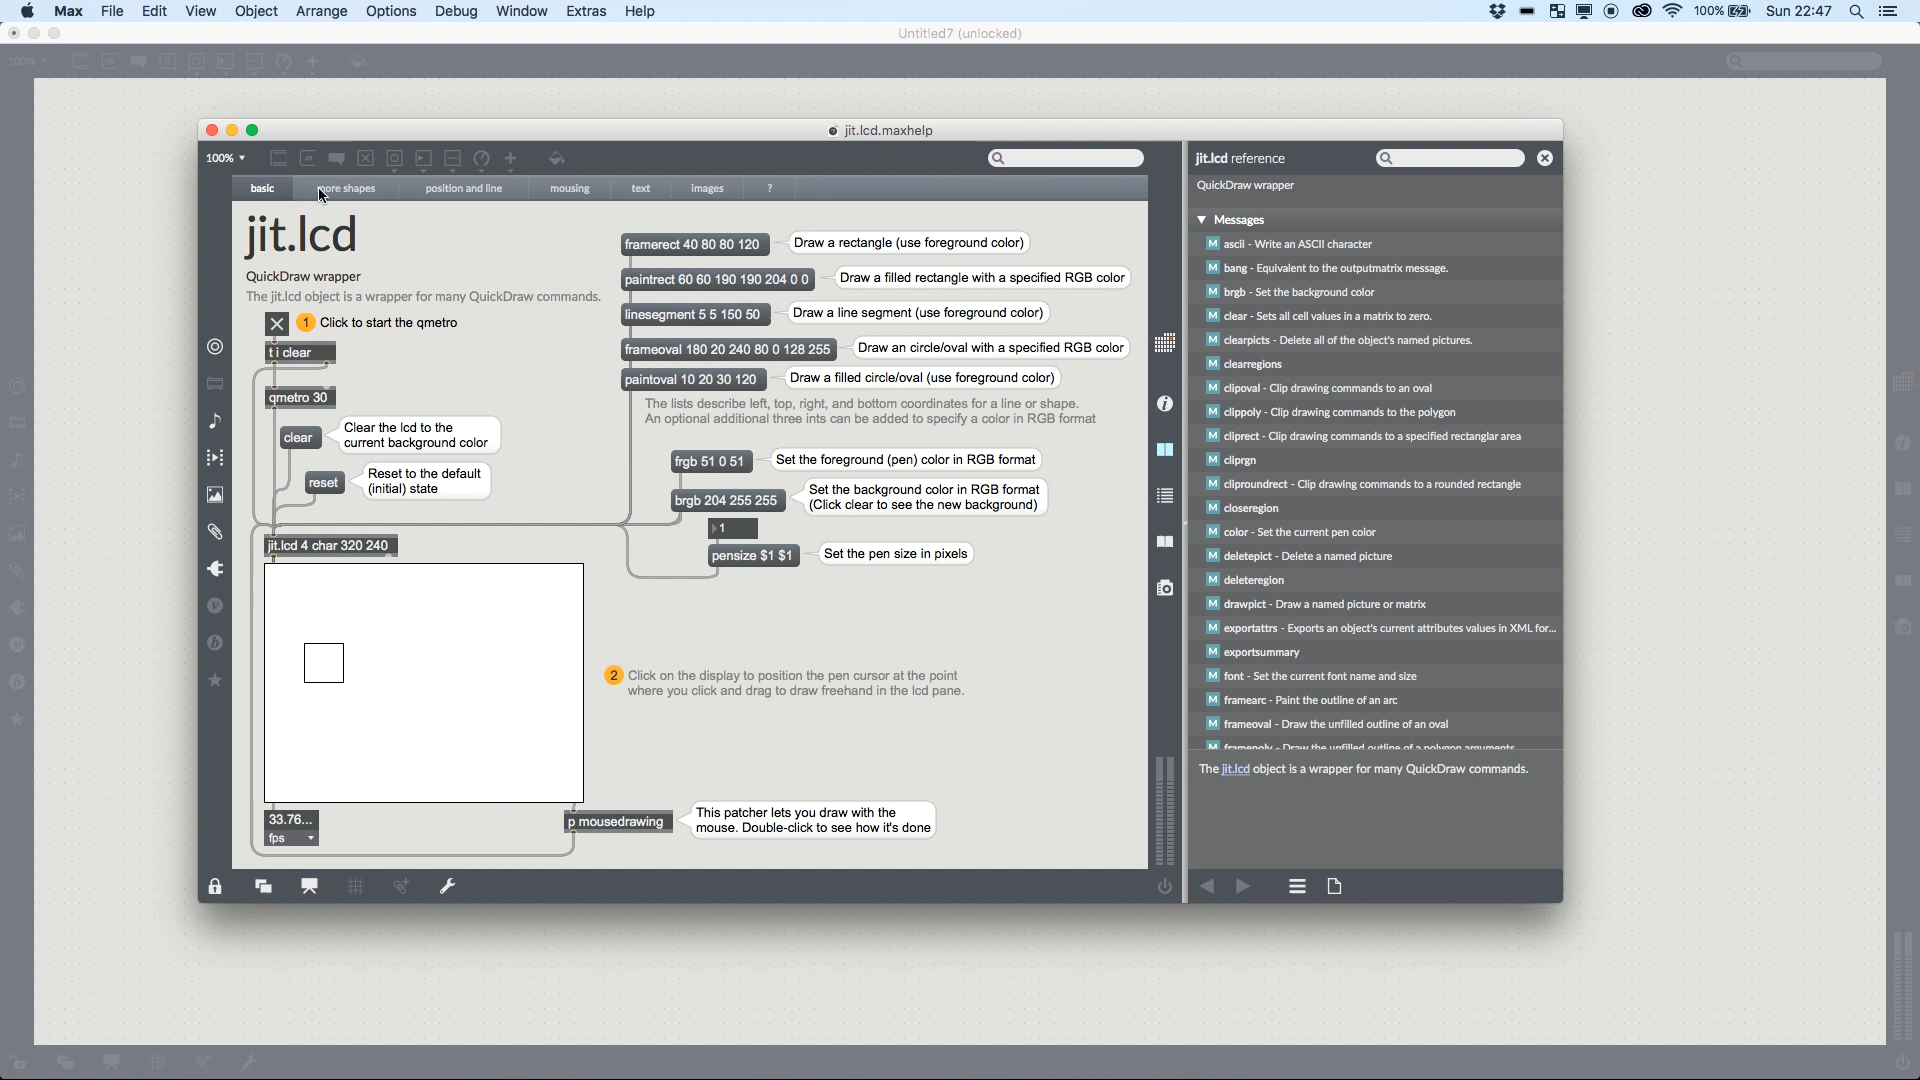 Max File Edit View Object Arrange Options Debug Window Extras Help
100% Sun 22:47
Untitled7 (unlocked)
100%
jit.lcd.maxhelp
100%
jit.lcd reference
basic more shapes position and line mousing text images ?
QuickDraw wrapper
jit.lcd
QuickDraw wrapper
The jit.lcd object is a wrapper for many QuickDraw commands.
1 Click to start the qmetro
t i clear
qmetro 30
clear
Clear the lcd to the
current background color
reset
Reset to the default
(initial) state
jit.lcd 4 char 320 240
33.76...
fps
framerect 40 80 80 120
Draw a rectangle (use foreground color)
paintrect 60 60 190 190 204 0 0
Draw a filled rectangle with a specified RGB color
linesegment 5 5 150 50
Draw a line segment (use foreground color)
frameoval 180 20 240 80 0 128 255
Draw an circle/oval with a specified RGB color
paintoval 10 20 30 120
Draw a filled circle/oval (use foreground color)
The lists describe left, top, right, and bottom coordinates for a line or shape.
An optional additional three ints can be added to specify a color in RGB format
frgb 51 0 51
Set the foreground (pen) color in RGB format
brgb 204 255 255
Set the background color in RGB format
(Click clear to see the new background)
1
pensize $1 $1
Set the pen size in pixels
2 Click on the display to position the pen cursor at the point
where you click and drag to draw freehand in the lcd pane.
p mousedrawing
This patcher lets you draw with the
mouse. Double-click to see how it's done
Messages
M ascii - Write an ASCII character
M bang - Equivalent to the outputmatrix message.
M brgb - Set the background color
M clear - Sets all cell values in a matrix to zero.
M clearpicts - Delete all of the object's named pictures.
M clearregions
M clipoval - Clip drawing commands to an oval
M clippoly - Clip drawing commands to the polygon
M cliprect - Clip drawing commands to a specified rectanglar area
M cliprgn
M cliproundrect - Clip drawing commands to a rounded rectangle
M closeregion
M color - Set the current pen color
M deletepict - Delete a named picture
M deleteregion
M drawpict - Draw a named picture or matrix
M exportattrs - Exports an object's current attributes values in XML for...
M exportsummary
M font - Set the current font name and size
M framearc - Paint the outline of an arc
M frameoval - Draw the unfilled outline of an oval
M framepoly - Draw the unfilled outline of a polygon arguments
The jit.lcd object is a wrapper for many QuickDraw commands.